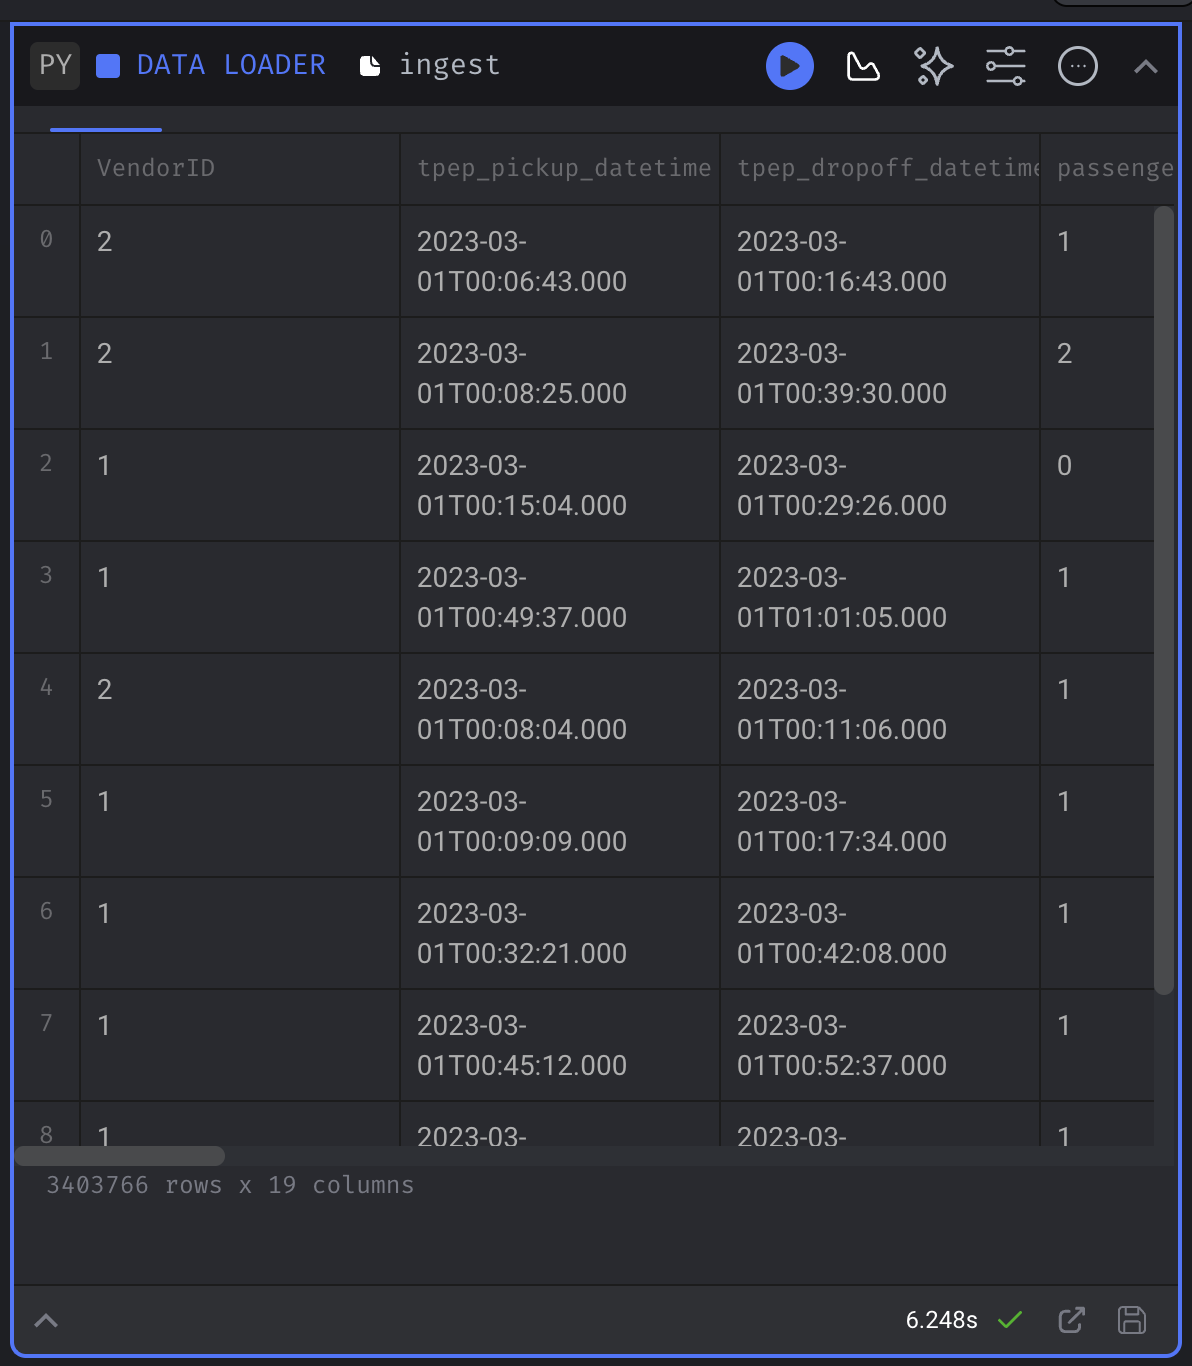 PY DATA LOADER ingest
VendorID tpep_pickup_datetime tpep_dropoff_datetime passenge
0 2 2023-03- 2023-03- 1
01T00:06:43.000 01T00:16:43.000
1 2 2023-03- 2023-03- 2
01T00:08:25.000 01T00:39:30.000
2 1 2023-03- 2023-03- 0
01T00:15:04.000 01T00:29:26.000
3 1 2023-03- 2023-03- 1
01T00:49:37.000 01T01:01:05.000
4 2 2023-03- 2023-03- 1
01T00:08:04.000 01T00:11:06.000
5 1 2023-03- 2023-03- 1
01T00:09:09.000 01T00:17:34.000
6 1 2023-03- 2023-03- 1
01T00:32:21.000 01T00:42:08.000
7 1 2023-03- 2023-03- 1
01T00:45:12.000 01T00:52:37.000
8 1 2023-03- 2023-03- 1
3403766 rows x 19 columns
6.248s